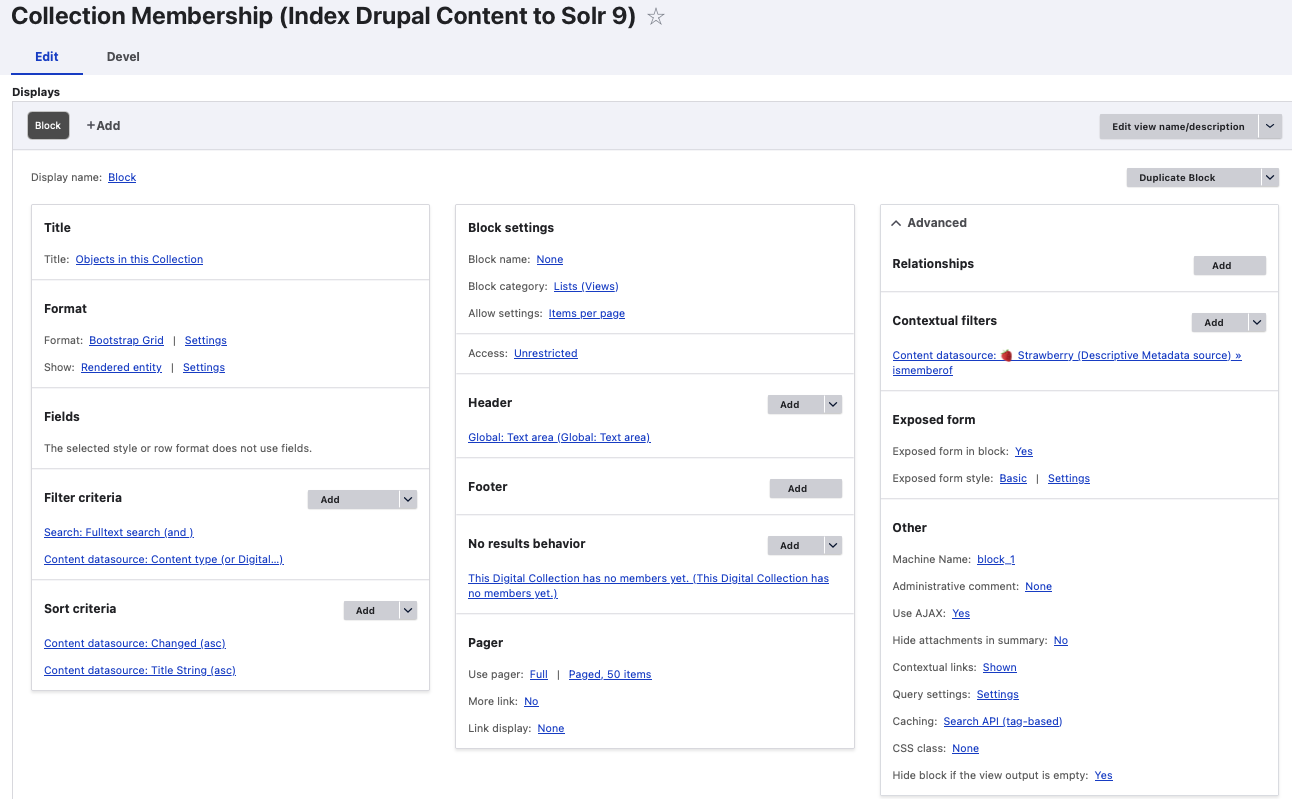 Collection Membership (Index Drupal Content to Solr 9) ☆
Edit
Devel
Displays
Block
+Add
Edit view name/description
Display name: Block
Duplicate Block
Title
Title: Objects in this Collection
Format
Format: Bootstrap Grid | Settings
Show: Rendered entity | Settings
Fields
The selected style or row format does not use fields.
Filter criteria
Add
Search: Fulltext search (and )
Content datasource: Content type (or Digital...)
Sort criteria
Add
Content datasource: Changed (asc)
Content datasource: Title String (asc)
Block settings
Block name: None
Block category: Lists (Views)
Allow settings: Items per page
Access: Unrestricted
Header
Add
Global: Text area (Global: Text area)
Footer
Add
No results behavior
Add
This Digital Collection has no members yet. (This Digital Collection has
no members yet.)
Pager
Use pager: Full | Paged, 50 items
More link: No
Link display: None
Advanced
Relationships
Add
Contextual filters
Add
Content datasource: 🍓 Strawberry (Descriptive Metadata source) »
ismemberof
Exposed form
Exposed form in block: Yes
Exposed form style: Basic | Settings
Other
Machine Name: block_1
Administrative comment: None
Use AJAX: Yes
Hide attachments in summary: No
Contextual links: Shown
Query settings: Settings
Caching: Search API (tag-based)
CSS class: None
Hide block if the view output is empty: Yes